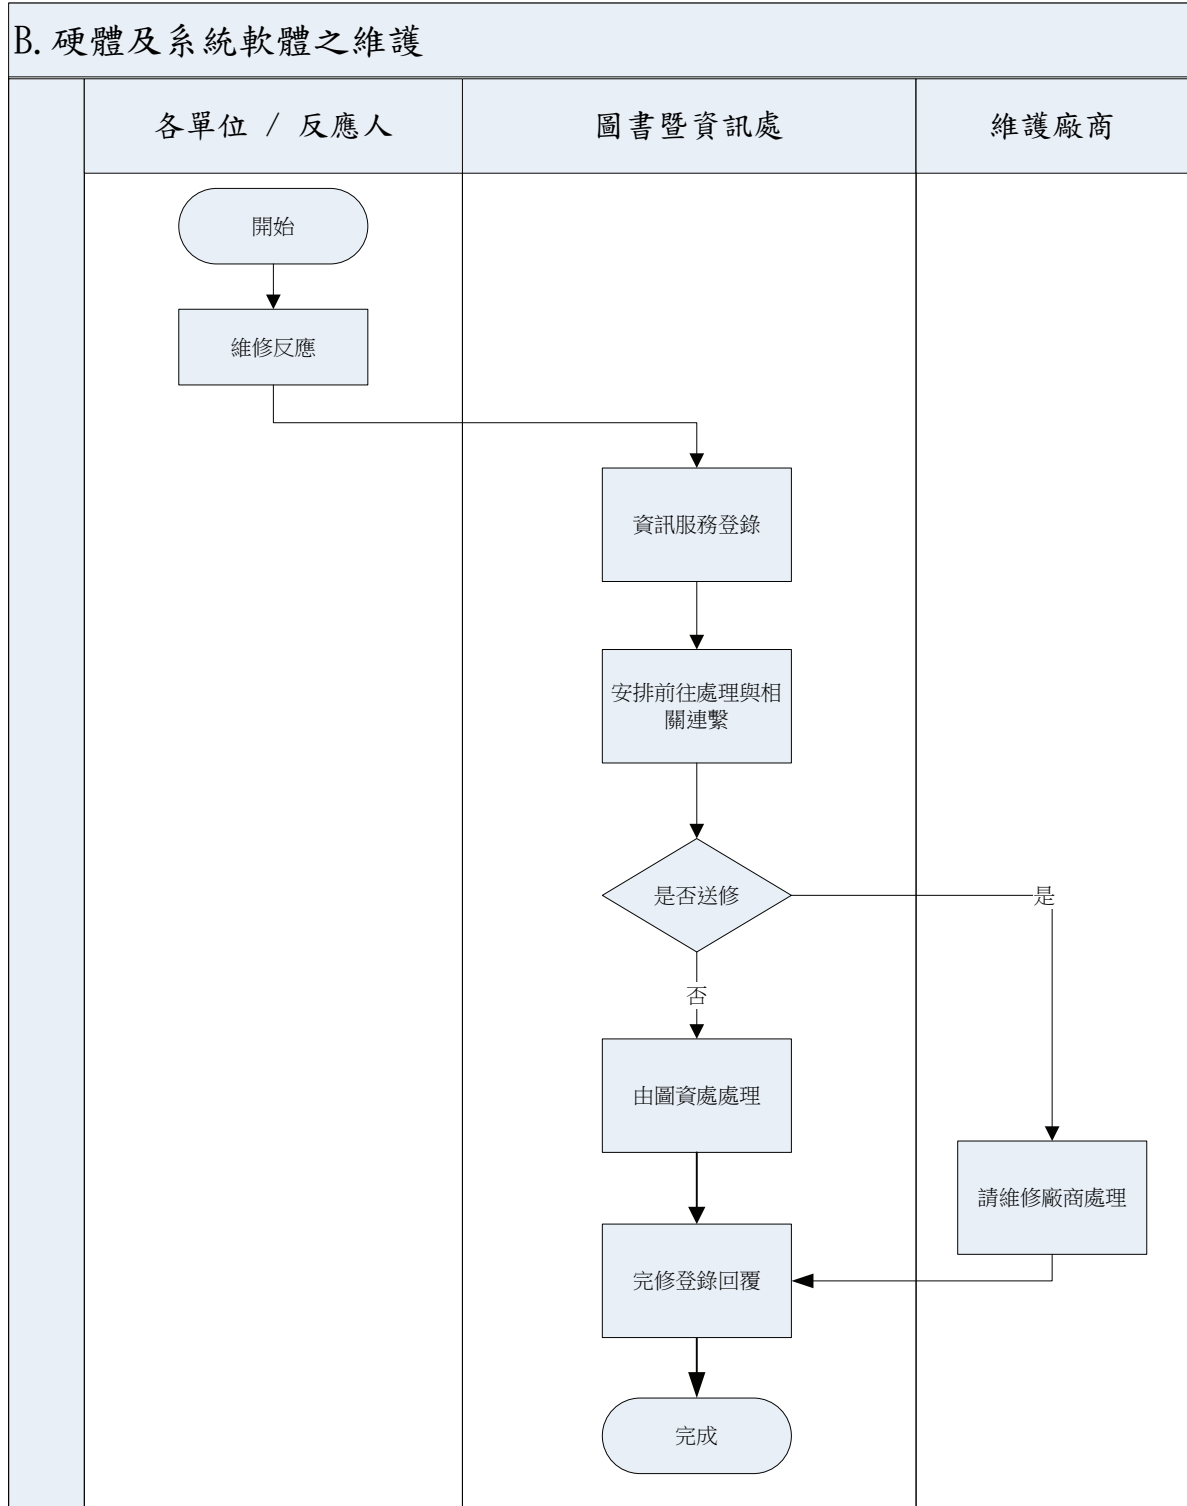 B. 硬體及系統軟體之維護
各單位 / 反應人
圖書暨資訊處
維護廠商
開始
維修反應
資訊服務登錄
安排前往處理與相
關連繫
是否送修
是
否
由圖資處處理
請維修廠商處理
完修登錄回覆
完成